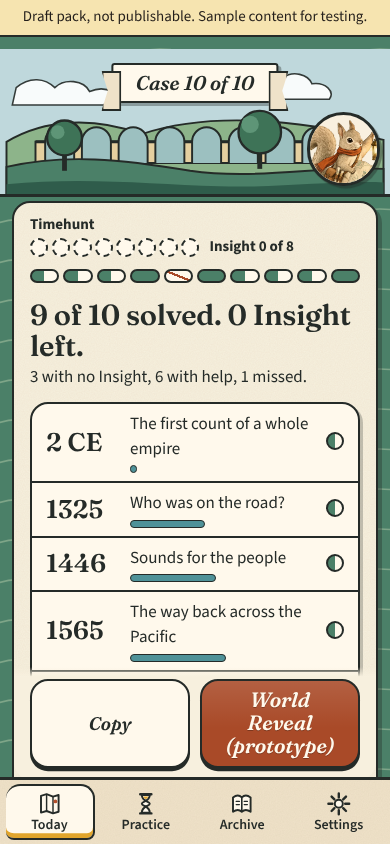 Draft pack, not publishable. Sample content for testing.
Case 10 of 10
Timehunt
Insight 0 of 8
9 of 10 solved. 0 Insight
left.
3 with no Insight, 6 with help, 1 missed.
2 CE
The first count of a whole
empire
1325
Who was on the road?
1446
Sounds for the people
1565
The way back across the
Pacific
Copy
World
Reveal
(prototype)
Today
Practice
Archive
Settings